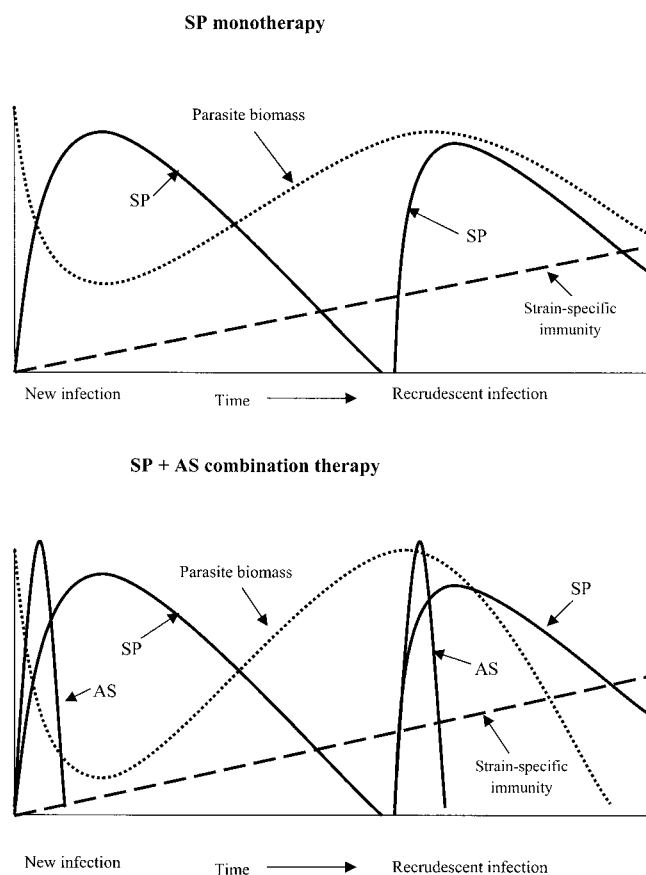 SP monotherapy
Parasite biomass
SP
SP
Strain-specific
immunity
New infection
Time
Recrudescent infection
SP + AS combination therapy
Parasite biomass
SP
SP
AS
AS
Strain-specific
immunity
New infection
Time
Recrudescent infection